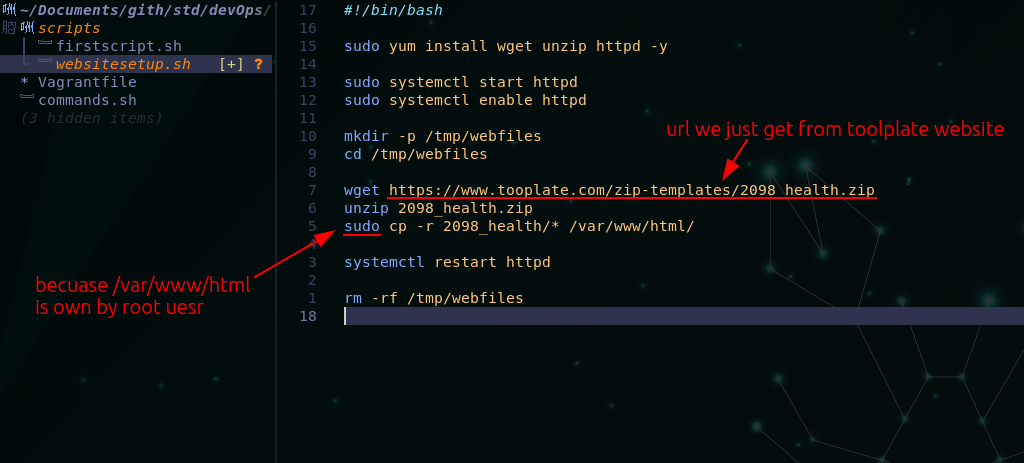 ~/Documents/gith/std/devOps/
scripts
firstscript.sh
websitesetup.sh [+] ?
* Vagrantfile
commands.sh
(3 hidden items)
17 #!/bin/bash
16
15 sudo yum install wget unzip httpd -y
14
13 sudo systemctl start httpd
12 sudo systemctl enable httpd
11
10 mkdir -p /tmp/webfiles
9 cd /tmp/webfiles
8
7 wget https://www.tooplate.com/zip-templates/2098_health.zip
6 unzip 2098_health.zip
5 sudo cp -r 2098_health/* /var/www/html/
4
3 systemctl restart httpd
2
1 rm -rf /tmp/webfiles
18
url we just get from toolplate website
becuase /var/www/html
is own by root uesr